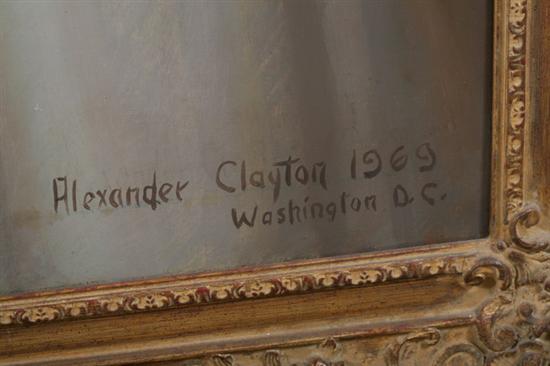 Alexander Clayton 1969
Washington D.C.